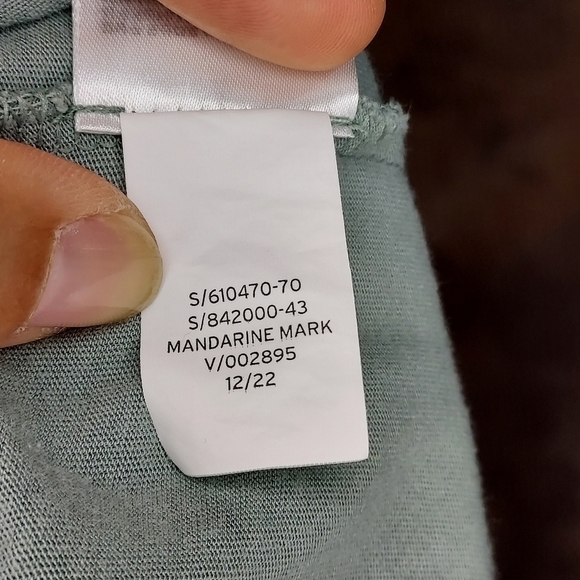 S/610470-70
S/842000-43
MANDARINE MARK
V/002895
12/22